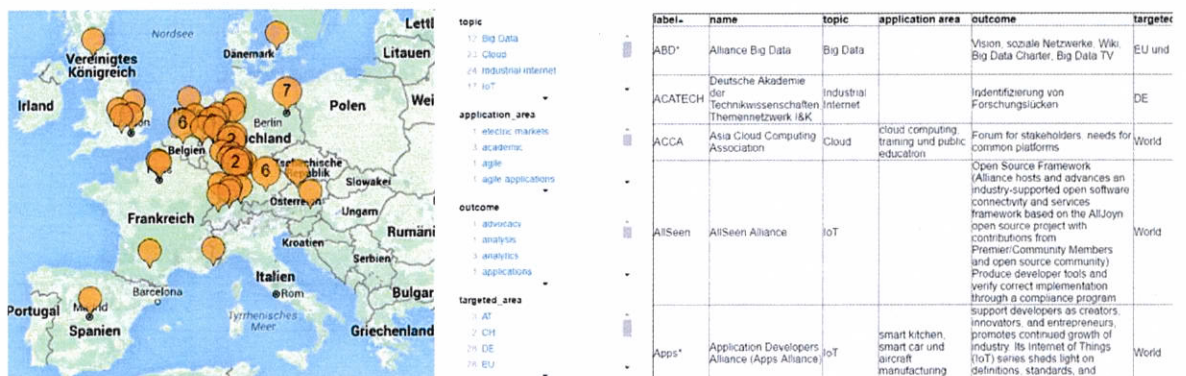 Lettl
Nordsee
Dänemark
Litauen
Vereinigtes
Königreich
Irland
7
Berlin
Polen
Wei
6
2
chland
Belgien
2
6
Tschechische
Republik
Slowakei
Österreich
Ungarn
Frankreich
Rumäni
Kroatien
Serbien
Italien
Barcelona
Rom
Bulgar
Portugal
Madrid
Spanien
Tyrrhenisches
Meer
Griechenland
topic
12 Big Data
23 Cloud
24 Industrial Internet
17 IoT
application_area
1 electric markets
3 academic
1 agile
1 agile applications
outcome
1 advocacy
1 analysis
3 analytics
1 applications
targeted_area
AT
2 CH
DE
EU
label name topic application area outcome targeted
ABD* Alliance Big Data Big Data Vision, soziale Netzwerke, Wiki, Big Data Charter, Big Data TV EU und
ACATECH Deutsche Akademie der Technikwissenschaften Themennetzwerk I&K Industrial Internet Indentifizierung von Forschungslücken DE
ACCA Asia Cloud Computing Association Cloud cloud computing, training und public education Forum for stakeholders, needs for common platforms World
AllSeen AllSeen Alliance IoT Open Source Framework (Alliance hosts and advances an industry-supported open software connectivity and services framework based on the AllJoyn open source project with contributions from Premier/Community Members and open source community) Produce developer tools and verify correct implementation through a compliance program World
Apps* Application Developers Alliance (Apps Alliance) IoT smart kitchen, smart car und aircraft manufacturing support developers as creators, innovators, and entrepreneurs, promotes continued growth of industry. Its Internet of Things (IoT) series sheds light on definitions, standards, and World